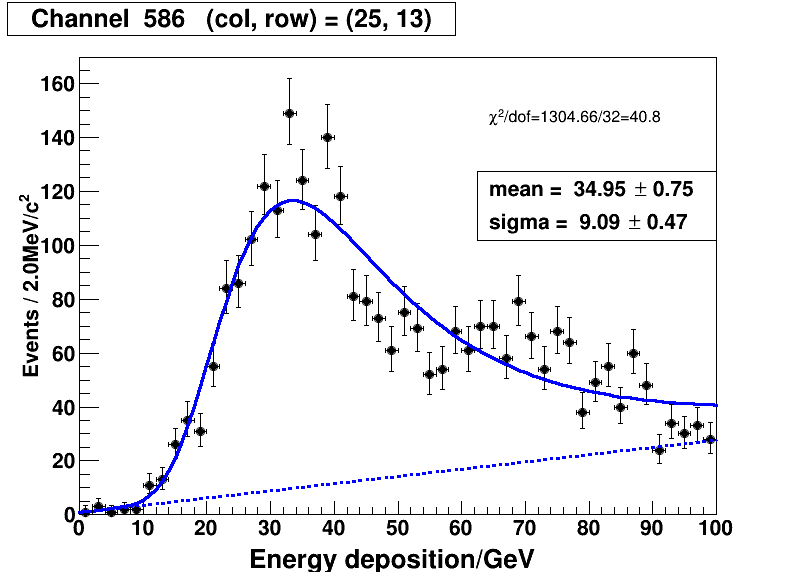 Channel 586 (col, row) = (25, 13)
χ²/dof=1304.66/32=40.8
mean = 34.95 ± 0.75
sigma = 9.09 ± 0.47
Events / 2.0MeV/c²
160
140
120
100
80
60
40
20
0
0 10 20 30 40 50 60 70 80 90 100
Energy deposition/GeV